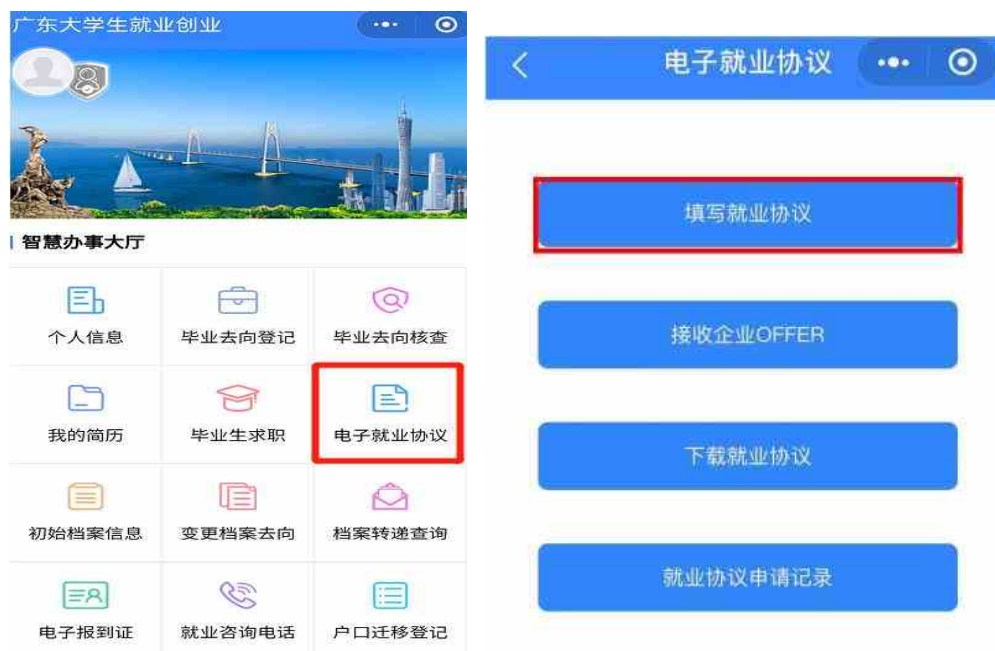 广东大学生就业创业
智慧办事大厅
个人信息
毕业去向登记
毕业去向核查
我的简历
毕业生求职
电子就业协议
初始档案信息
变更档案去向
档案转递查询
电子报到证
就业咨询电话
户口迁移登记
电子就业协议
填写就业协议
接收企业OFFER
下载就业协议
就业协议申请记录